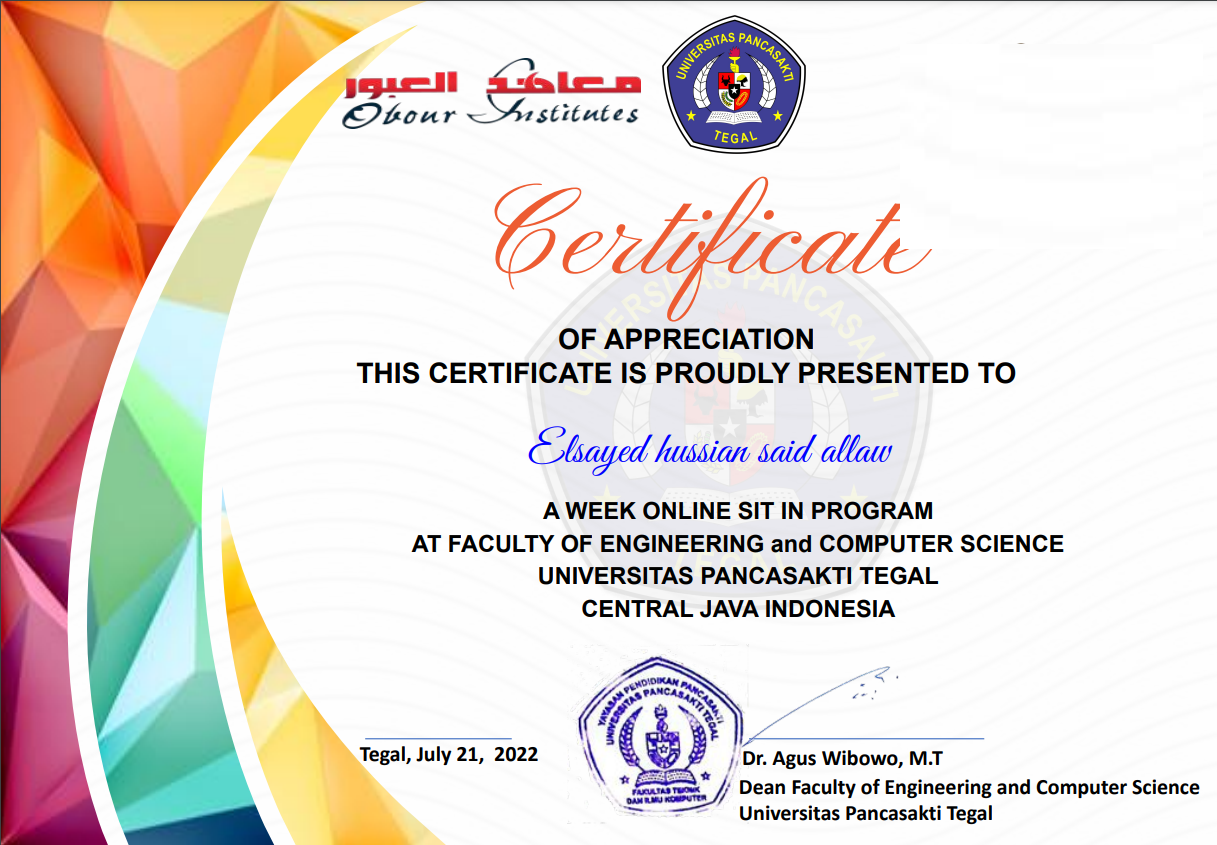 معاهد العبور
Obour Institutes
UNIVERSITAS PANCASAKTI
TEGAL
Certificate
OF APPRECIATION
THIS CERTIFICATE IS PROUDLY PRESENTED TO
Elsayed hussian said allaw
A WEEK ONLINE SIT IN PROGRAM
AT FACULTY OF ENGINEERING and COMPUTER SCIENCE
UNIVERSITAS PANCASAKTI TEGAL
CENTRAL JAVA INDONESIA
YAYASAN PENDIDIKAN PANCASAKTI
UNIVERSITAS PANCASAKTI TEGAL
FAKULTAS TEKNIK
DAN ILMU KOMPUTER
Tegal, July 21, 2022
Dr. Agus Wibowo, M.T
Dean Faculty of Engineering and Computer Science
Universitas Pancasakti Tegal
UNIVERSITAS PANCASAKTI
TEGAL